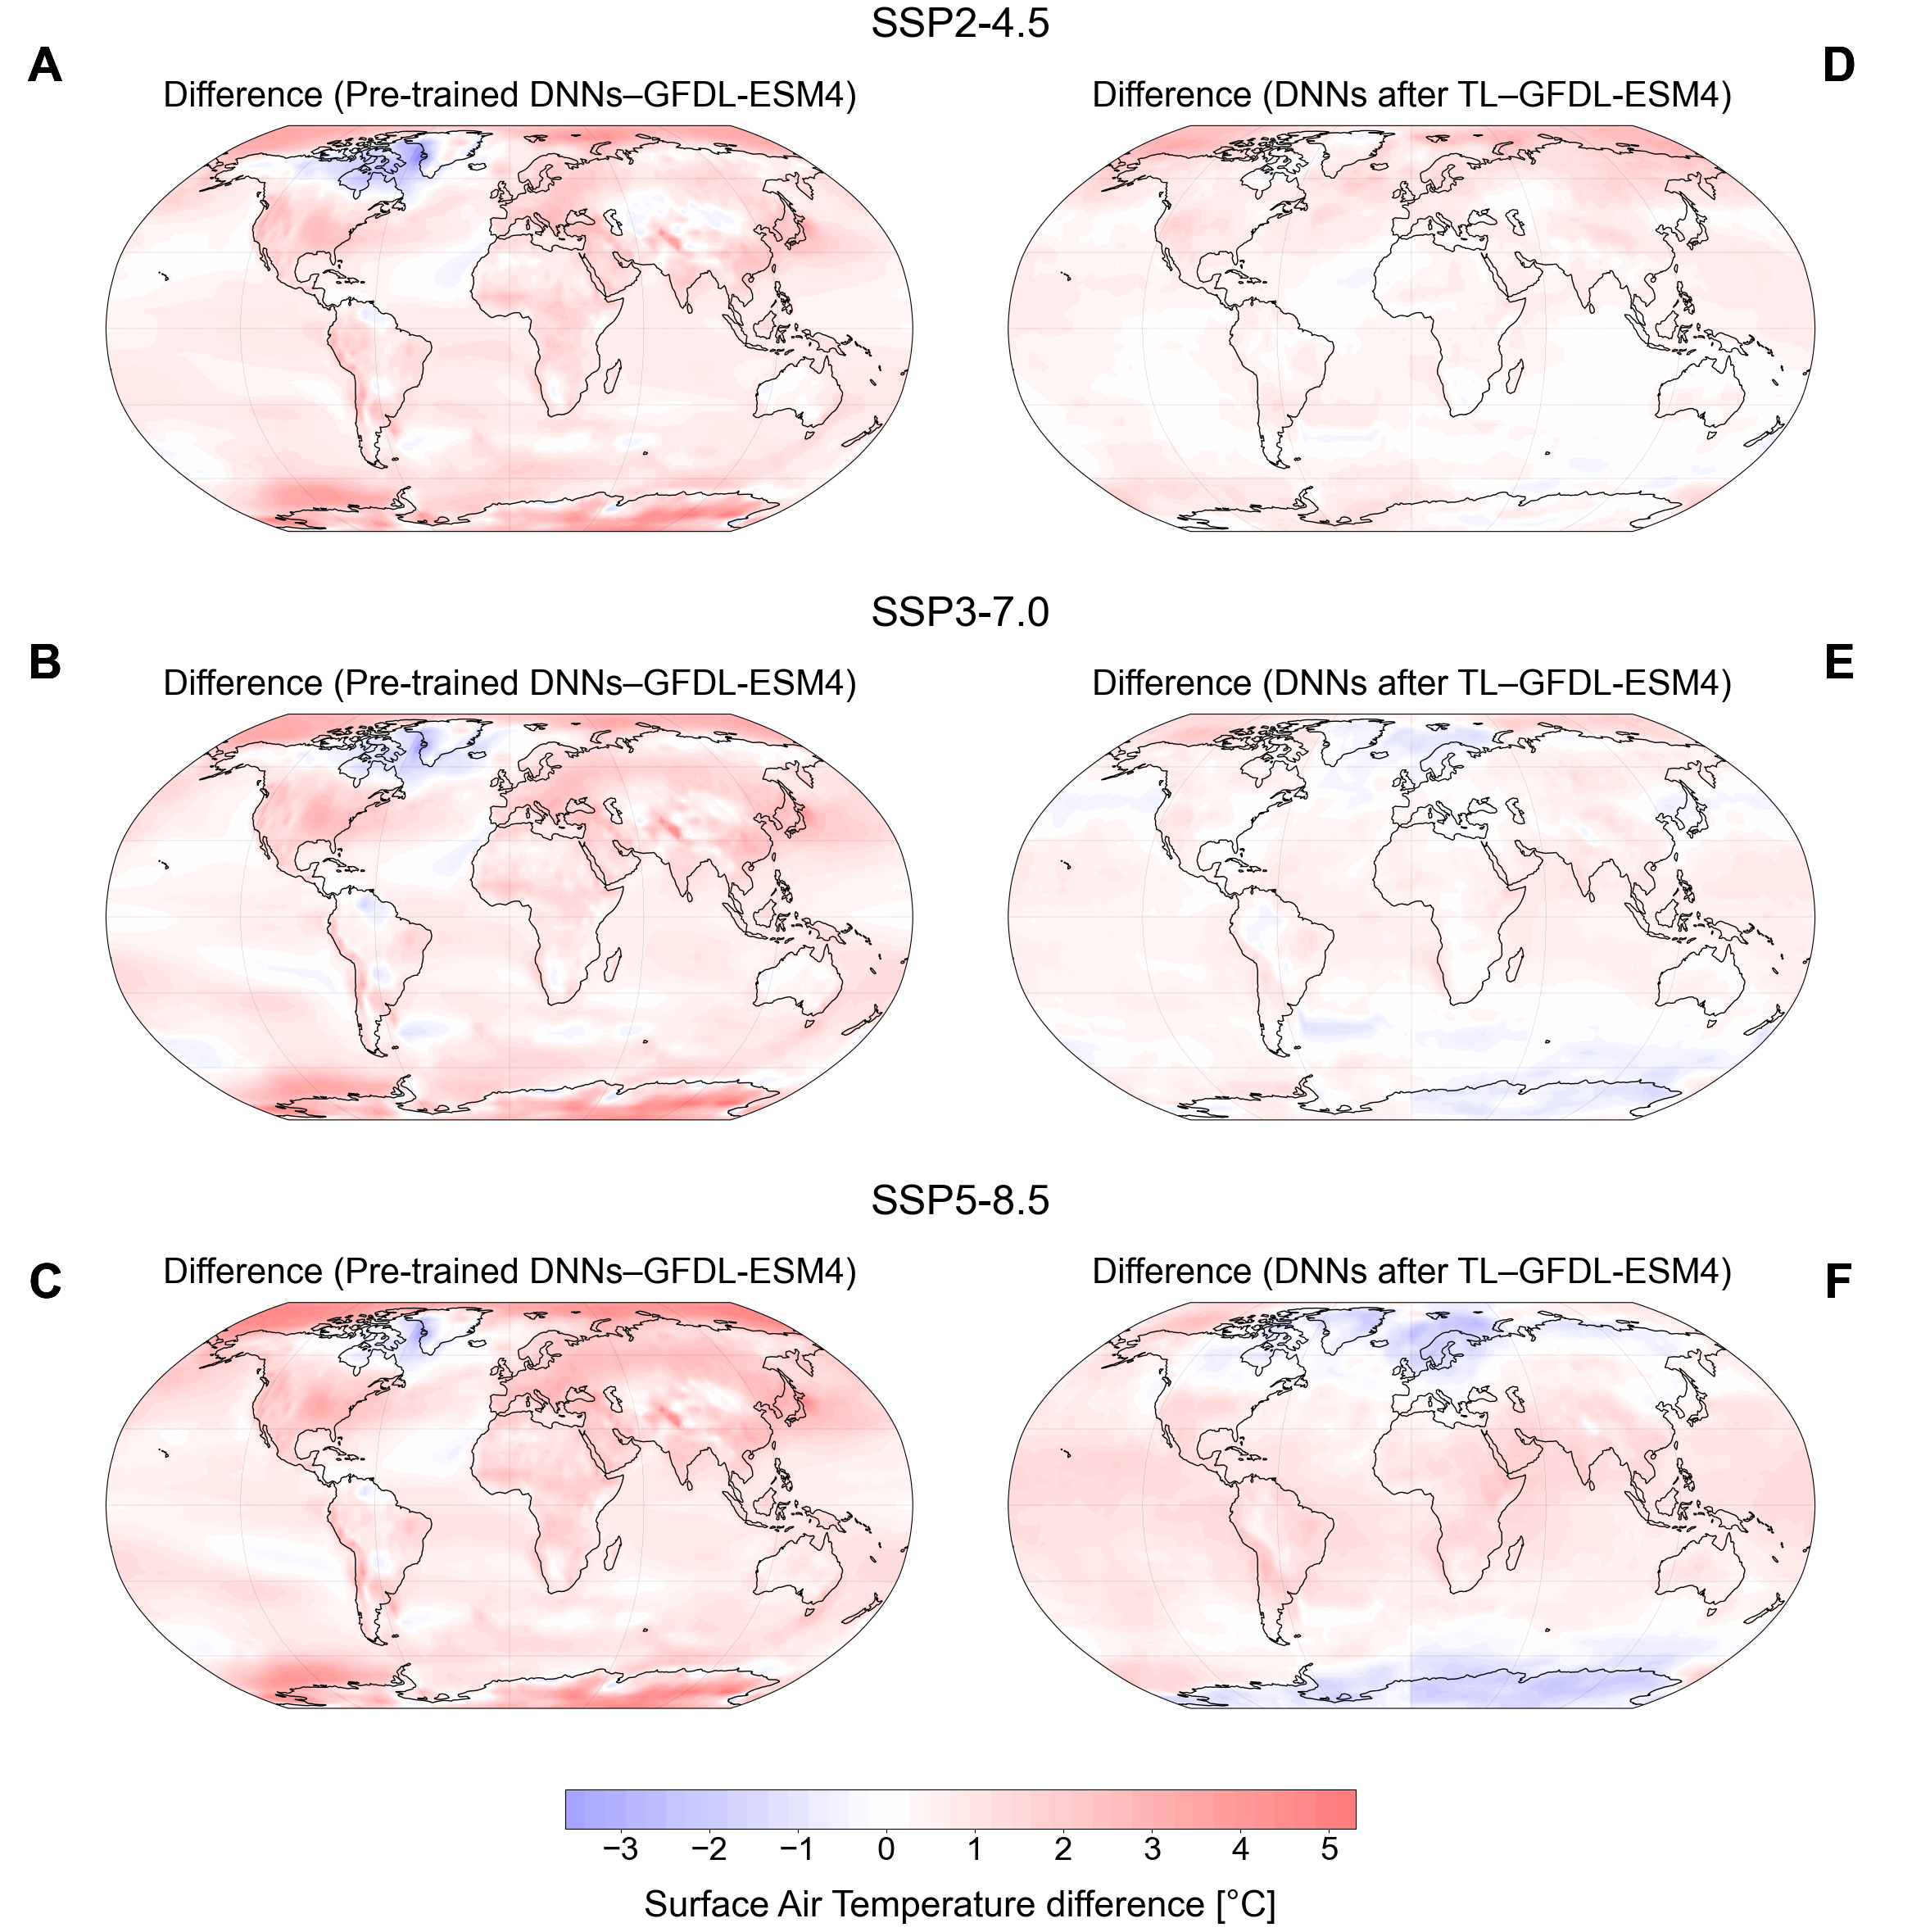 SSP2-4.5
A
D
Difference (Pre-trained DNNs–GFDL-ESM4)
Difference (DNNs after TL–GFDL-ESM4)
SSP3-7.0
B
E
Difference (Pre-trained DNNs–GFDL-ESM4)
Difference (DNNs after TL–GFDL-ESM4)
SSP5-8.5
C
F
Difference (Pre-trained DNNs–GFDL-ESM4)
Difference (DNNs after TL–GFDL-ESM4)
−3 −2 −1 0 1 2 3 4 5
Surface Air Temperature difference [°C]